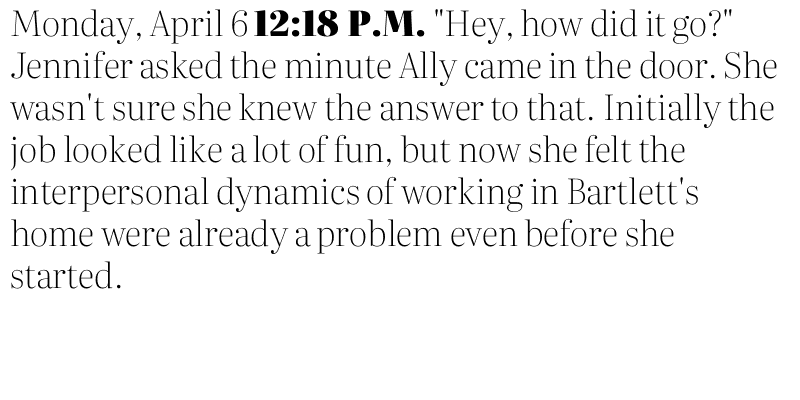 Monday, April 6 12:18 P.M. "Hey, how did it go?"
Jennifer asked the minute Ally came in the door. She
wasn't sure she knew the answer to that. Initially the
job looked like a lot of fun, but now she felt the
interpersonal dynamics of working in Bartlett's
home were already a problem even before she
started.